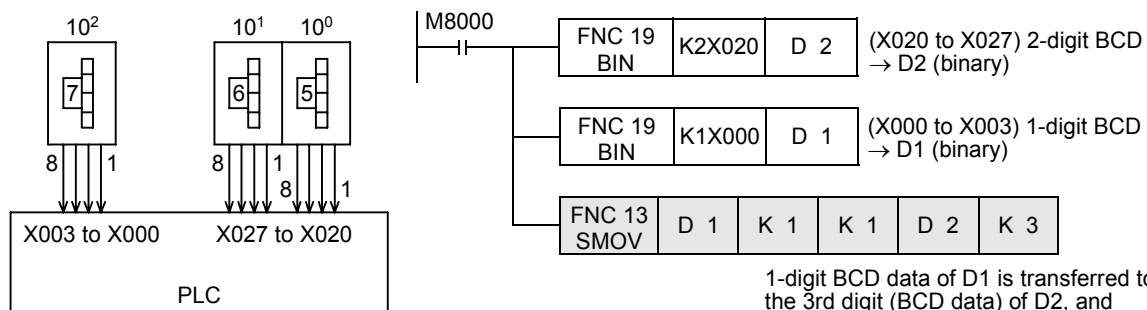 10² 10¹ 10⁰
7 6 5
8 1 8 1
8 1
X003 to X000 X027 to X020
PLC
M8000
FNC 19 BIN K2X020 D 2
(X020 to X027) 2-digit BCD
→ D2 (binary)
FNC 19 BIN K1X000 D 1
(X000 to X003) 1-digit BCD
→ D1 (binary)
FNC 13 SMOV D 1 K 1 K 1 D 2 K 3
1-digit BCD data of D1 is transferred to
the 3rd digit (BCD data) of D2, and